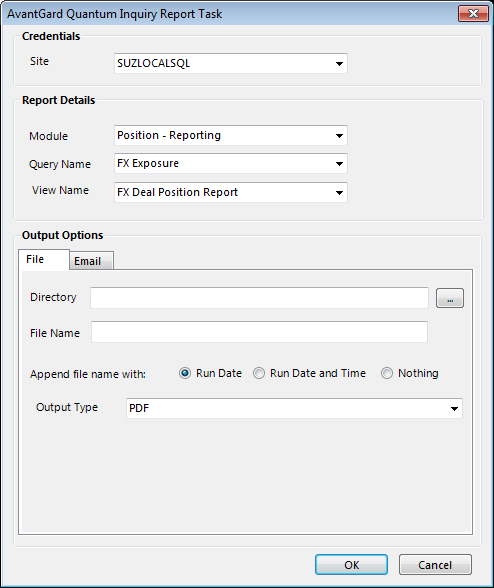 AvantGard Quantum Inquiry Report Task
Credentials
Site SUZLOCALSQL
Report Details
Module Position - Reporting
Query Name FX Exposure
View Name FX Deal Position Report
Output Options
File Email
Directory ...
File Name
Append file name with: Run Date Run Date and Time Nothing
Output Type PDF
OK Cancel